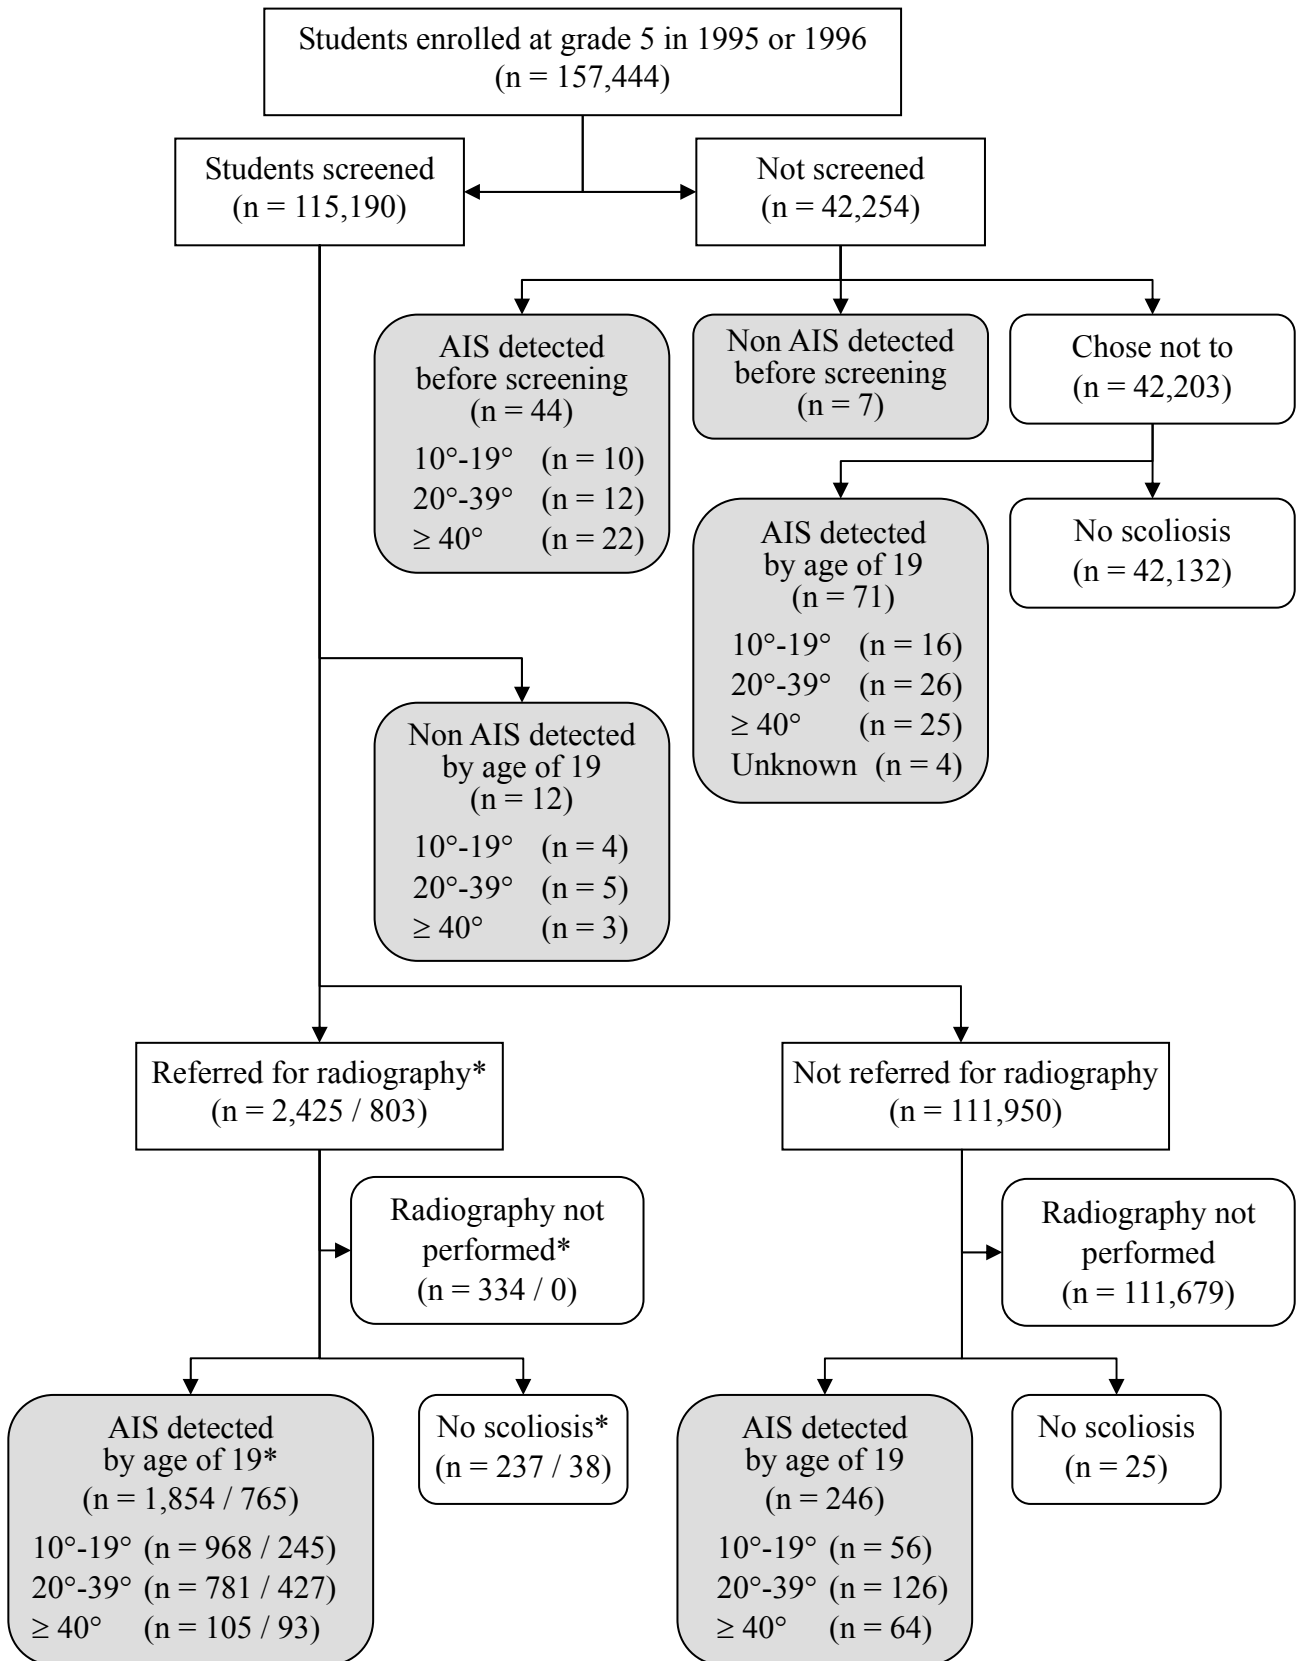 Students enrolled at grade 5 in 1995 or 1996
(n = 157,444)
Students screened
(n = 115,190)
Not screened
(n = 42,254)
AIS detected
before screening
(n = 44)
10°-19° (n = 10)
20°-39° (n = 12)
≥ 40° (n = 22)
Non AIS detected
before screening
(n = 7)
Chose not to
(n = 42,203)
AIS detected
by age of 19
(n = 71)
10°-19° (n = 16)
20°-39° (n = 26)
≥ 40° (n = 25)
Unknown (n = 4)
No scoliosis
(n = 42,132)
Non AIS detected
by age of 19
(n = 12)
10°-19° (n = 4)
20°-39° (n = 5)
≥ 40° (n = 3)
Referred for radiography*
(n = 2,425 / 803)
Not referred for radiography
(n = 111,950)
Radiography not
performed*
(n = 334 / 0)
Radiography not
performed
(n = 111,679)
AIS detected
by age of 19*
(n = 1,854 / 765)
10°-19° (n = 968 / 245)
20°-39° (n = 781 / 427)
≥ 40° (n = 105 / 93)
No scoliosis*
(n = 237 / 38)
AIS detected
by age of 19
(n = 246)
10°-19° (n = 56)
20°-39° (n = 126)
≥ 40° (n = 64)
No scoliosis
(n = 25)